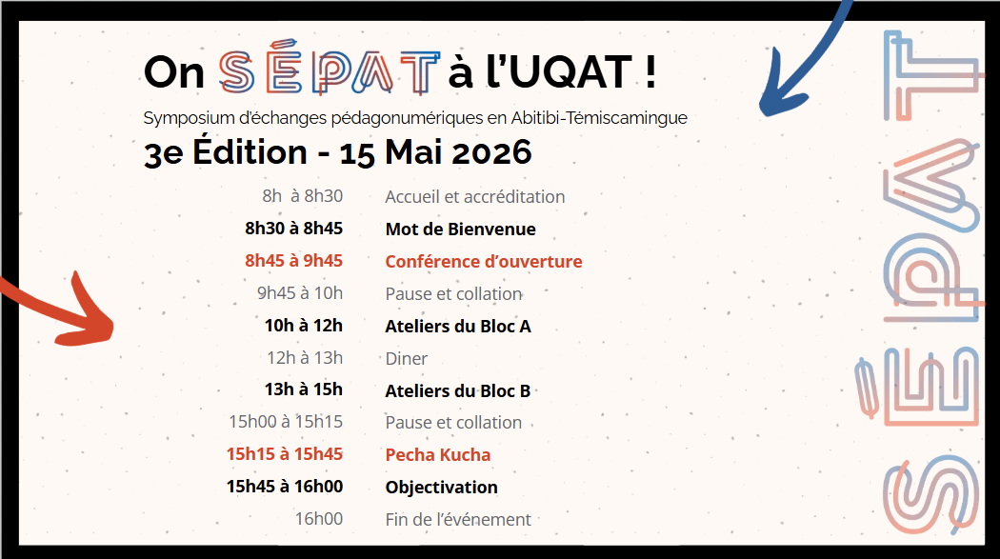 On SÉPAT à l’UQAT !
Symposium d’échanges pédagonumériques en Abitibi-Témiscamingue
3e Édition - 15 Mai 2026
8h à 8h30 Accueil et accréditation
8h30 à 8h45 Mot de Bienvenue
8h45 à 9h45 Conférence d’ouverture
9h45 à 10h Pause et collation
10h à 12h Ateliers du Bloc A
12h à 13h Diner
13h à 15h Ateliers du Bloc B
15h00 à 15h15 Pause et collation
15h15 à 15h45 Pecha Kucha
15h45 à 16h00 Objectivation
16h00 Fin de l’événement
SÉPAT